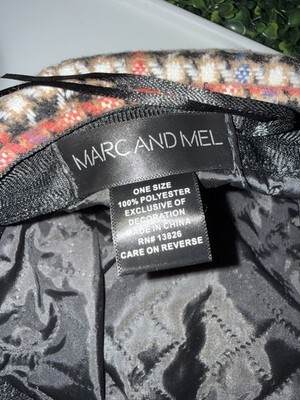 MARC AND MEL
ONE SIZE
100% POLYESTER
EXCLUSIVE OF
DECORATION
MADE IN CHINA
RN# 13826
CARE ON REVERSE